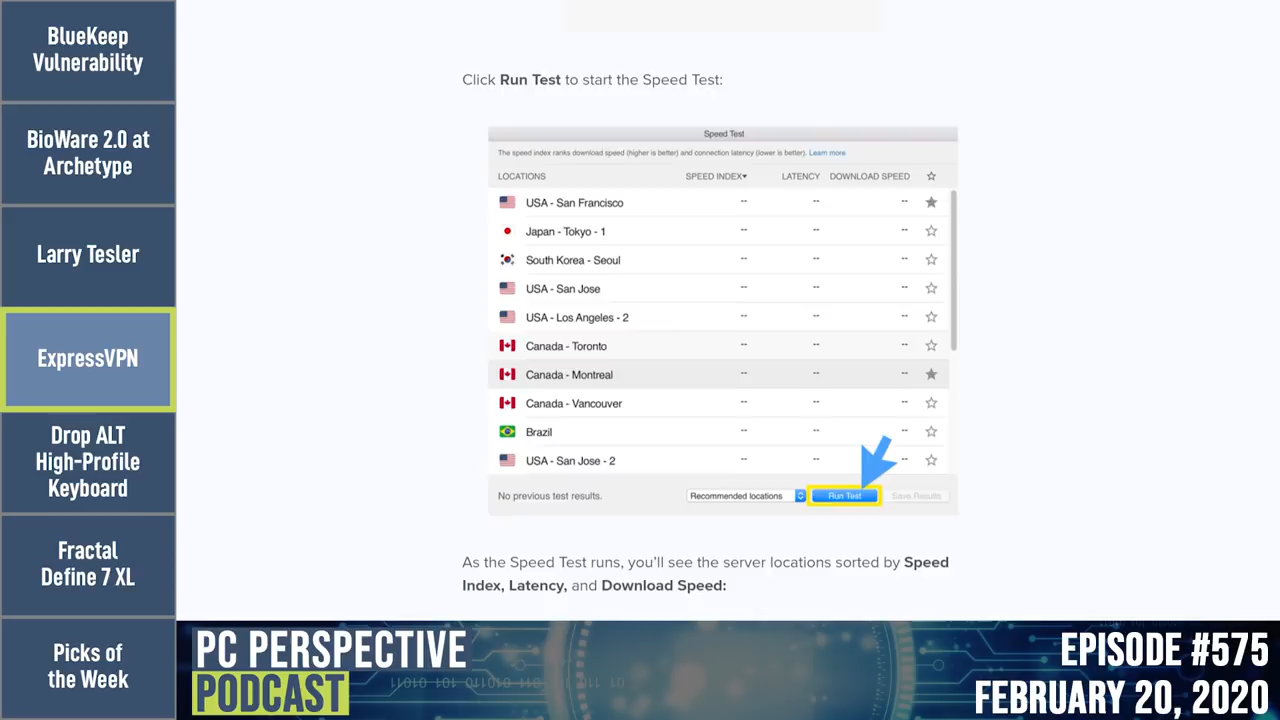 BlueKeep
Vulnerability
BioWare 2.0 at
Archetype
Larry Tesler
ExpressVPN
Drop ALT
High-Profile
Keyboard
Fractal
Define 7 XL
Picks of
the Week
Click Run Test to start the Speed Test:
Speed Test
The speed index ranks download speed (higher is better) and connection latency (lower is better). Learn more
LOCATIONS SPEED INDEX▾ LATENCY DOWNLOAD SPEED ☆
USA - San Francisco -- -- -- ★
Japan - Tokyo - 1 -- -- -- ☆
South Korea - Seoul -- -- -- ☆
USA - San Jose -- -- -- ☆
USA - Los Angeles - 2 -- -- -- ☆
Canada - Toronto -- -- -- ☆
Canada - Montreal -- -- -- ★
Canada - Vancouver -- -- -- ☆
Brazil -- -- -- ☆
USA - San Jose - 2 -- -- -- ☆
No previous test results. Recommended locations Run Test Save Results
As the Speed Test runs, you'll see the server locations sorted by Speed
Index, Latency, and Download Speed:
PC PERSPECTIVE
PODCAST
EPISODE #575
FEBRUARY 20, 2020